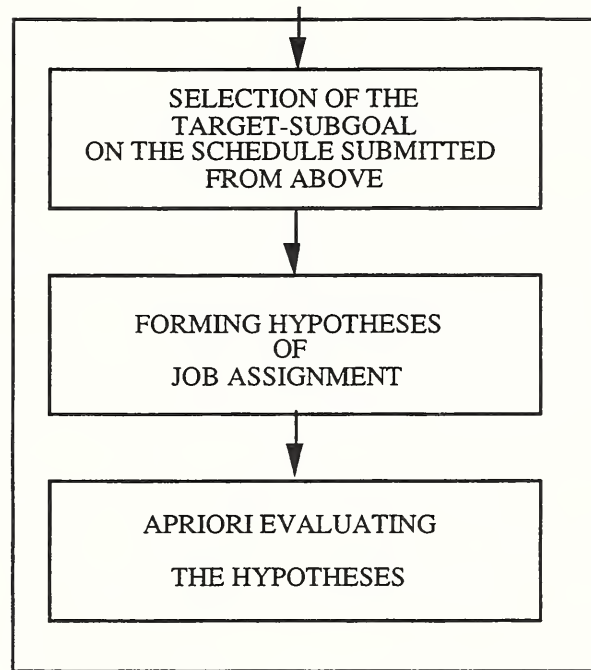 SELECTION OF THE
TARGET-SUBGOAL
ON THE SCHEDULE SUBMITTED
FROM ABOVE
FORMING HYPOTHESES
OF
JOB ASSIGNMENT
APRIORI EVALUATING
THE HYPOTHESES